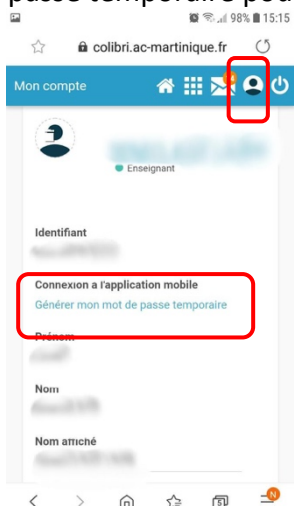 passe temporaire pou
98% 15:15
colibri.ac-martinique.fr
Mon compte
Enseignant
Identifiant
Connexion a l'application mobile
Générer mon mot de passe temporaire
Prénom
Nom
Nom affiché
5
N